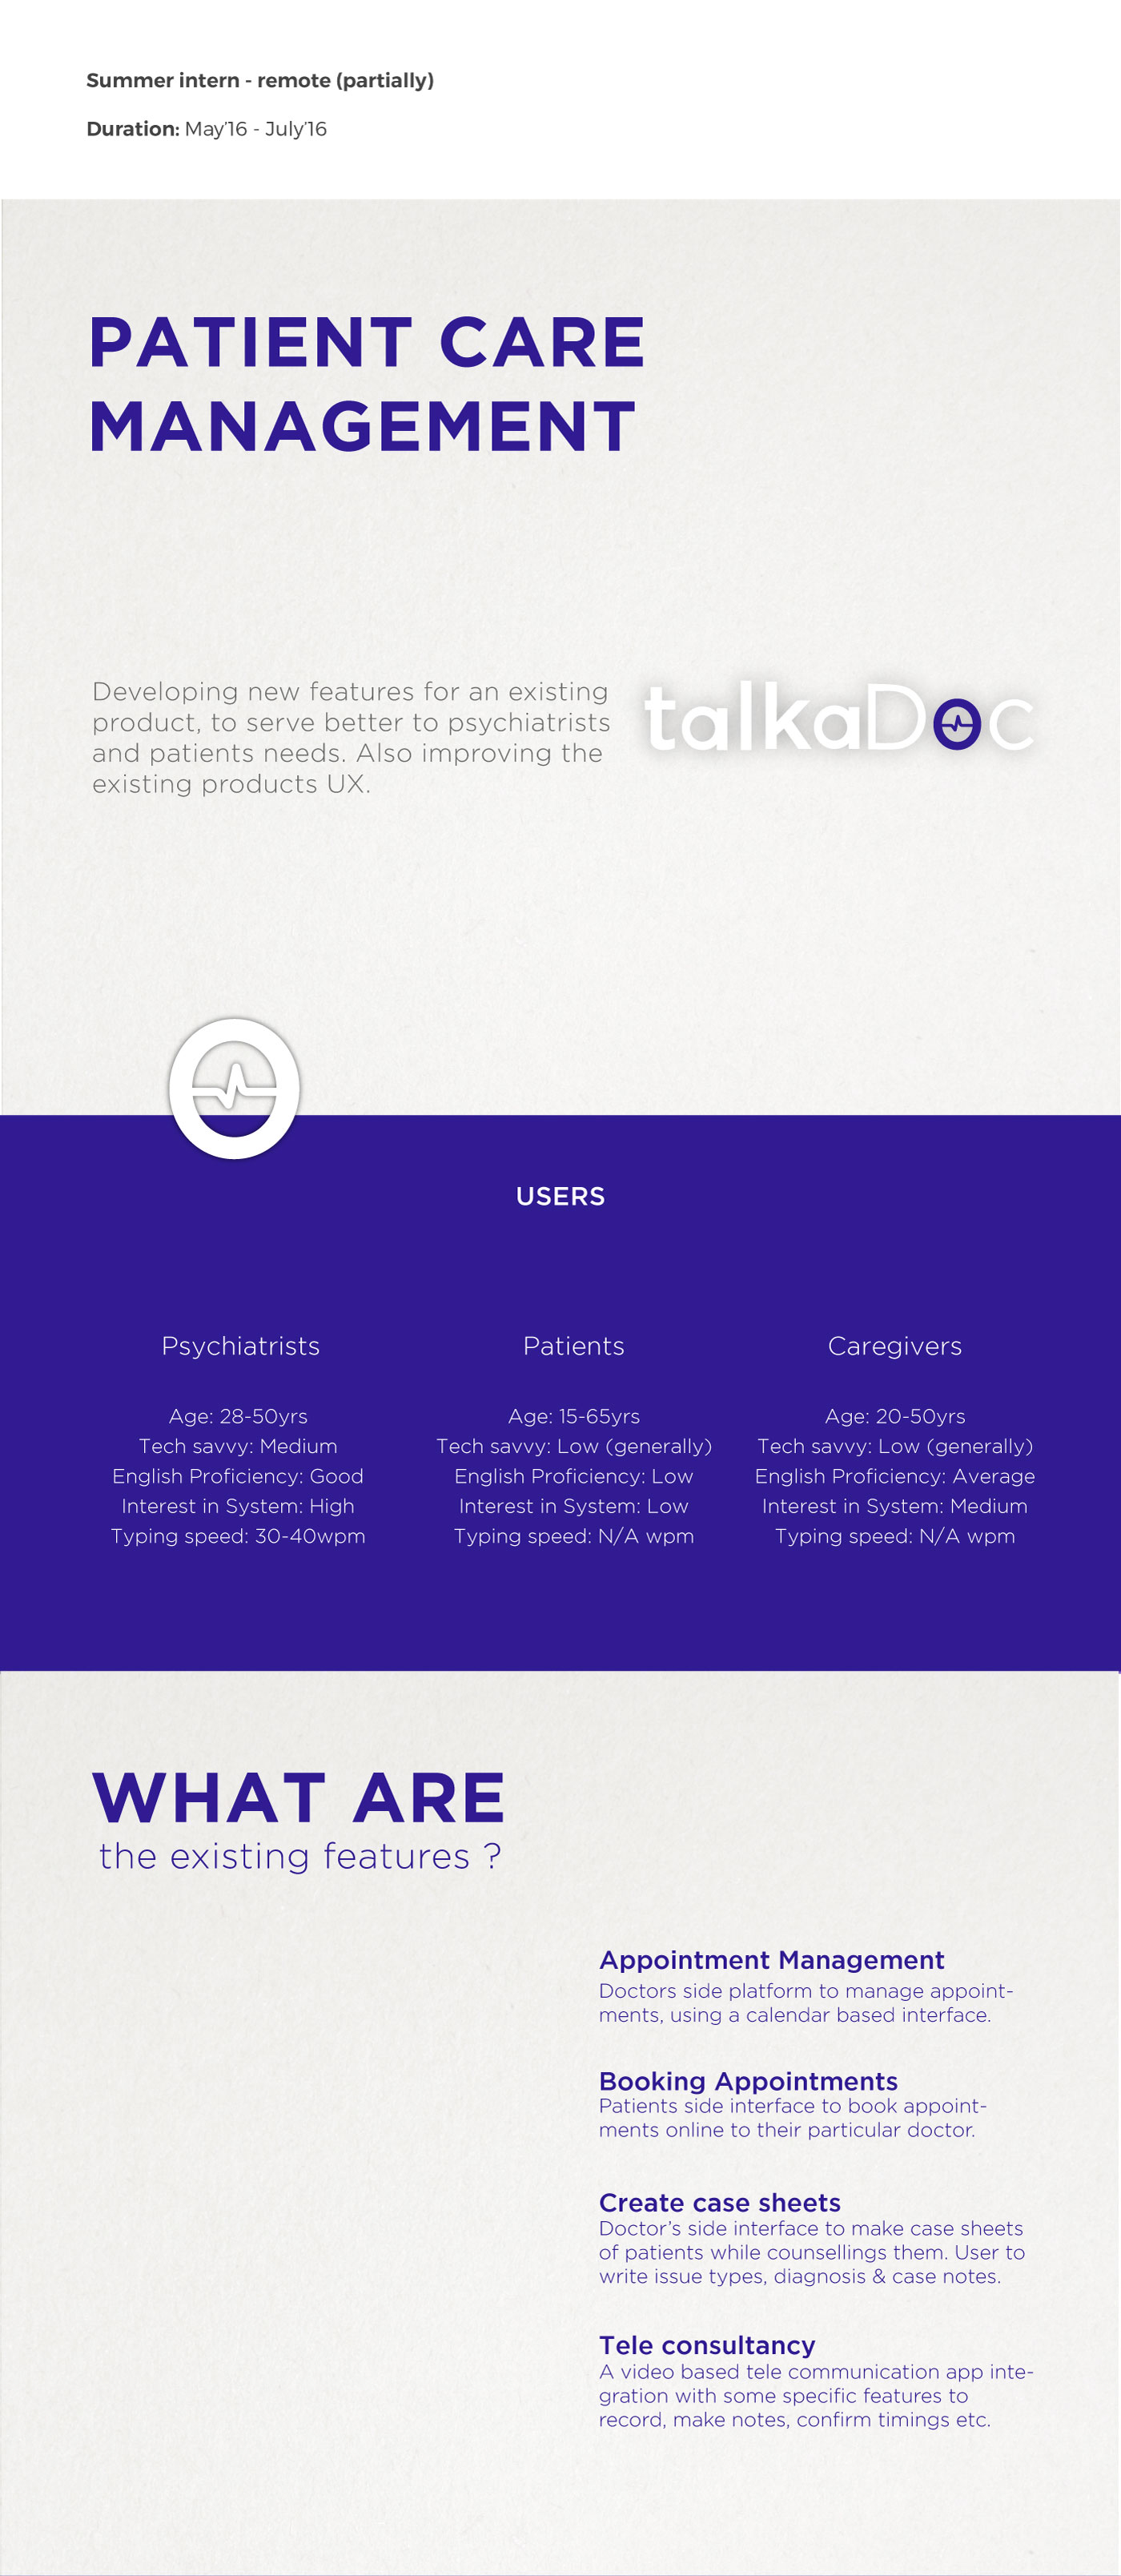 Summer intern - remote (partially)
Duration: May'16 - July'16
PATIENT CARE
MANAGEMENT
Developing new features for an existing
product, to serve better to psychiatrists
and patients needs. Also improving the
existing products UX.
talkaDoc
USERS
Psychiatrists
Age: 28-50yrs
Tech savvy: Medium
English Proficiency: Good
Interest in System: High
Typing speed: 30-40wpm
Patients
Age: 15-65yrs
Tech savvy: Low (generally)
English Proficiency: Low
Interest in System: Low
Typing speed: N/A wpm
Caregivers
Age: 20-50yrs
Tech savvy: Low (generally)
English Proficiency: Average
Interest in System: Medium
Typing speed: N/A wpm
WHAT ARE
the existing features ?
Appointment Management
Doctors side platform to manage appoint-
ments, using a calendar based interface.
Booking Appointments
Patients side interface to book appoint-
ments online to their particular doctor.
Create case sheets
Doctor's side interface to make case sheets
of patients while counsellings them. User to
write issue types, diagnosis & case notes.
Tele consultancy
A video based tele communication app inte-
gration with some specific features to
record, make notes, confirm timings etc.